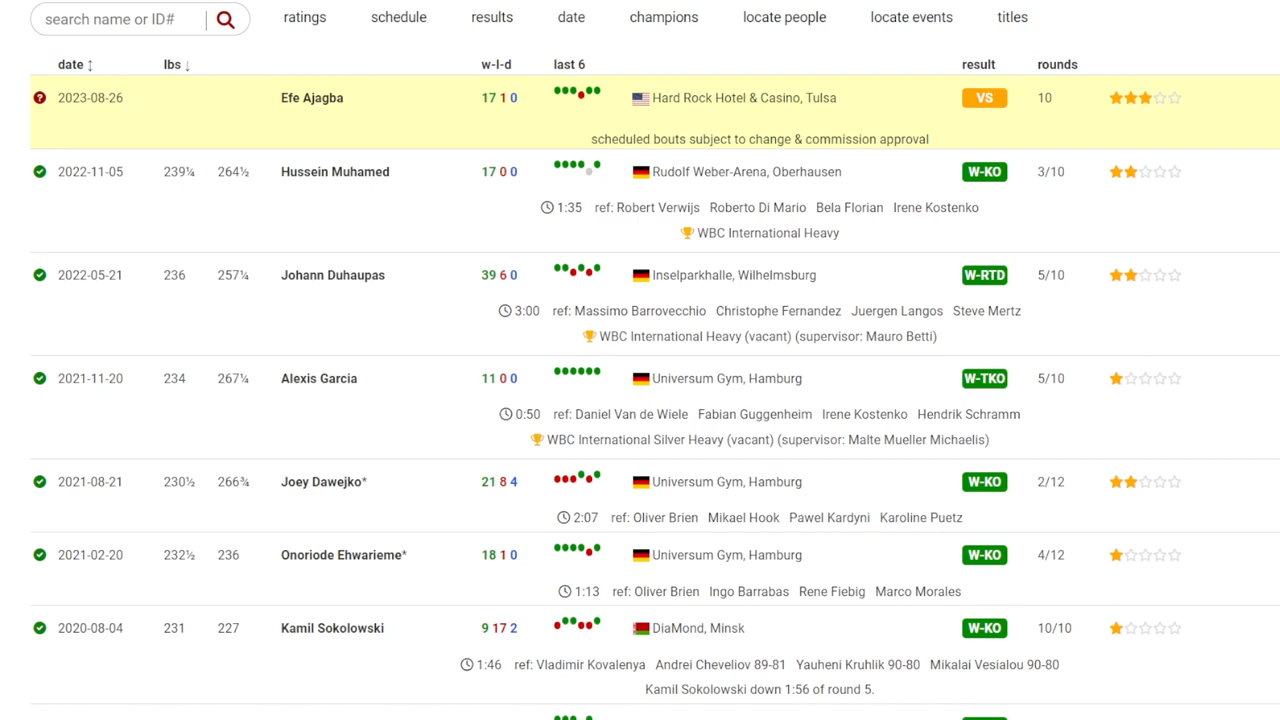 search name or ID# ratings schedule results date champions locate people locate events titles
date ↕ lbs ↓ w-l-d last 6 result rounds
? 2023-08-26 Efe Ajagba 17 1 0 Hard Rock Hotel & Casino, Tulsa VS 10
scheduled bouts subject to change & commission approval
2022-11-05 239¼ 264½ Hussein Muhamed 17 0 0 Rudolf Weber-Arena, Oberhausen W-KO 3/10
1:35 ref: Robert Verwijs Roberto Di Mario Bela Florian Irene Kostenko
WBC International Heavy
2022-05-21 236 257¼ Johann Duhaupas 39 6 0 Inselparkhalle, Wilhelmsburg W-RTD 5/10
3:00 ref: Massimo Barrovecchio Christophe Fernandez Juergen Langos Steve Mertz
WBC International Heavy (vacant) (supervisor: Mauro Betti)
2021-11-20 234 267¼ Alexis Garcia 11 0 0 Universum Gym, Hamburg W-TKO 5/10
0:50 ref: Daniel Van de Wiele Fabian Guggenheim Irene Kostenko Hendrik Schramm
WBC International Silver Heavy (vacant) (supervisor: Malte Mueller Michaelis)
2021-08-21 230½ 266¾ Joey Dawejko* 21 8 4 Universum Gym, Hamburg W-KO 2/12
2:07 ref: Oliver Brien Mikael Hook Pawel Kardyni Karoline Puetz
2021-02-20 232½ 236 Onoriode Ehwarieme* 18 1 0 Universum Gym, Hamburg W-KO 4/12
1:13 ref: Oliver Brien Ingo Barrabas Rene Fiebig Marco Morales
2020-08-04 231 227 Kamil Sokolowski 9 17 2 DiaMond, Minsk W-KO 10/10
1:46 ref: Vladimir Kovalenya Andrei Cheveliov 89-81 Yauheni Kruhlik 90-80 Mikalai Vesialou 90-80
Kamil Sokolowski down 1:56 of round 5.